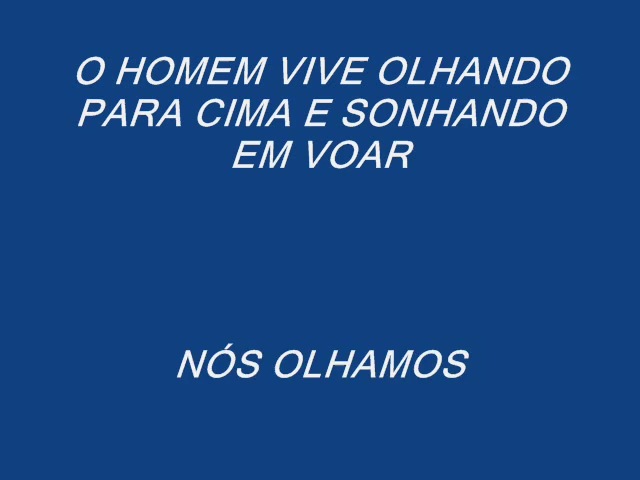 O HOMEM VIVE OLHANDO
PARA CIMA E SONHANDO
EM VOAR
NÓS OLHAMOS